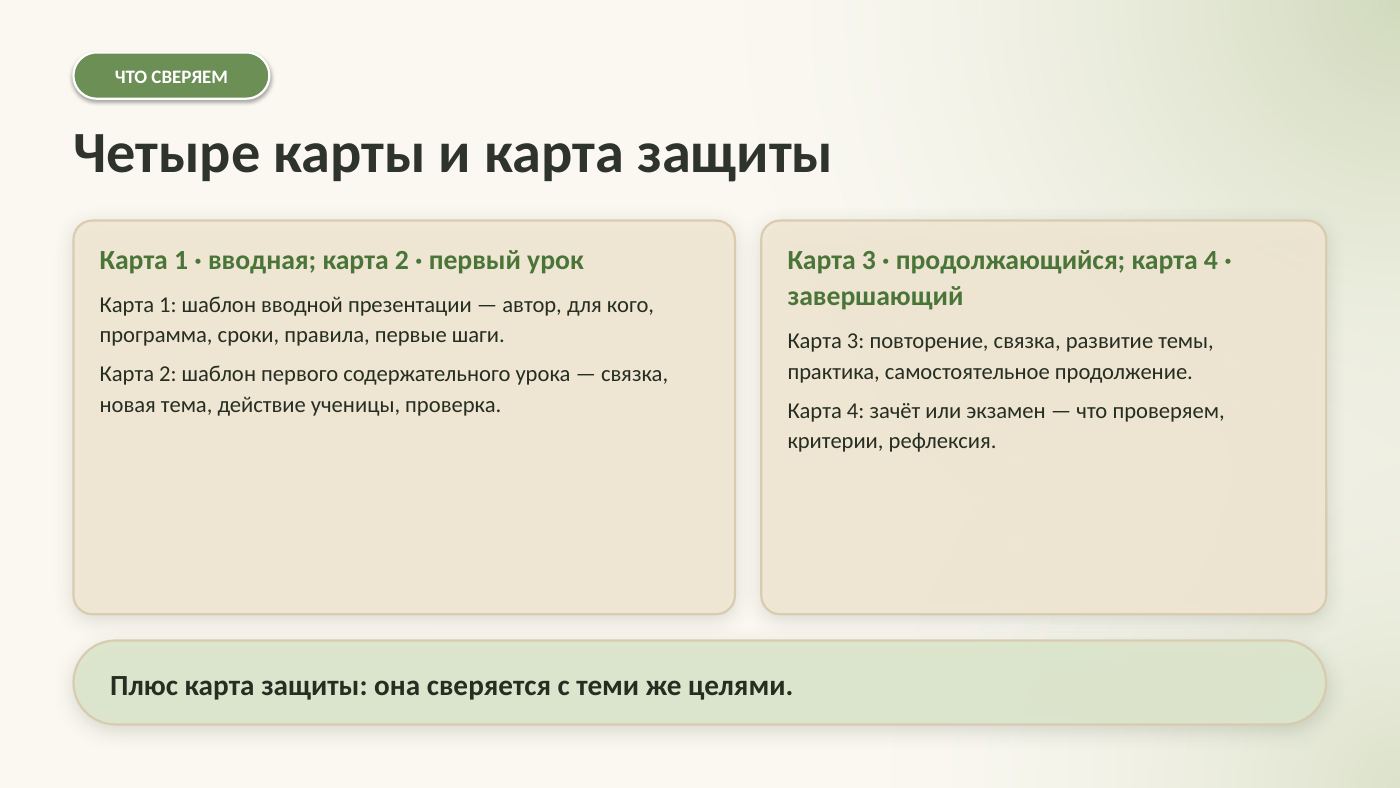 ЧТО СВЕРЯЕМ
Четыре карты и карта защиты
Карта 1 · вводная; карта 2 · первый урок
Карта 1: шаблон вводной презентации — автор, для кого,
программа, сроки, правила, первые шаги.
Карта 2: шаблон первого содержательного урока — связка,
новая тема, действие ученицы, проверка.
Карта 3 · продолжающийся; карта 4 ·
завершающий
Карта 3: повторение, связка, развитие темы,
практика, самостоятельное продолжение.
Карта 4: зачёт или экзамен — что проверяем,
критерии, рефлексия.
Плюс карта защиты: она сверяется с теми же целями.